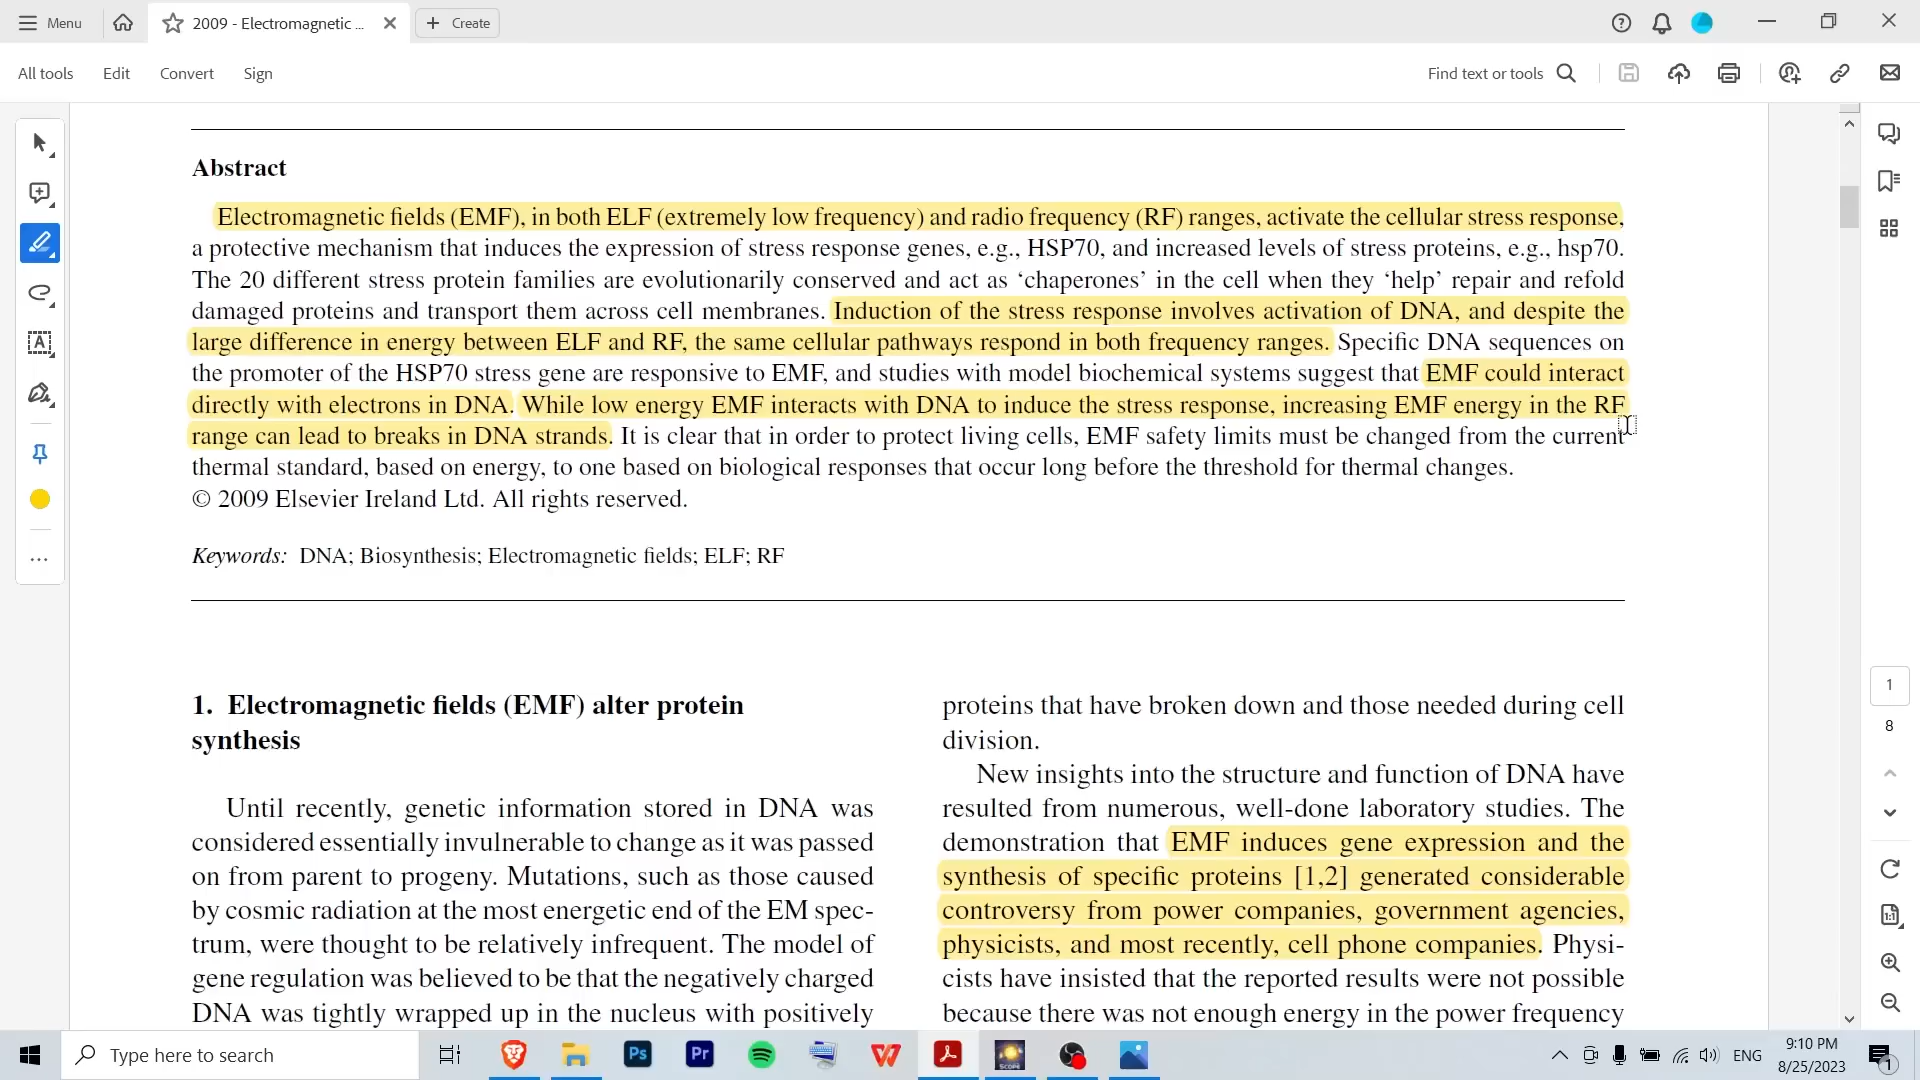 Menu
2009 - Electromagnetic ...
Create
All tools Edit Convert Sign
Find text or tools
Abstract
Electromagnetic fields (EMF), in both ELF (extremely low frequency) and radio frequency (RF) ranges, activate the cellular stress response,
a protective mechanism that induces the expression of stress response genes, e.g., HSP70, and increased levels of stress proteins, e.g., hsp70.
The 20 different stress protein families are evolutionarily conserved and act as ‘chaperones’ in the cell when they ‘help’ repair and refold
damaged proteins and transport them across cell membranes. Induction of the stress response involves activation of DNA, and despite the
large difference in energy between ELF and RF, the same cellular pathways respond in both frequency ranges. Specific DNA sequences on
the promoter of the HSP70 stress gene are responsive to EMF, and studies with model biochemical systems suggest that EMF could interact
directly with electrons in DNA. While low energy EMF interacts with DNA to induce the stress response, increasing EMF energy in the RF
range can lead to breaks in DNA strands. It is clear that in order to protect living cells, EMF safety limits must be changed from the current
thermal standard, based on energy, to one based on biological responses that occur long before the threshold for thermal changes.
© 2009 Elsevier Ireland Ltd. All rights reserved.
Keywords: DNA; Biosynthesis; Electromagnetic fields; ELF; RF
1. Electromagnetic fields (EMF) alter protein
synthesis
Until recently, genetic information stored in DNA was
considered essentially invulnerable to change as it was passed
on from parent to progeny. Mutations, such as those caused
by cosmic radiation at the most energetic end of the EM spec-
trum, were thought to be relatively infrequent. The model of
gene regulation was believed to be that the negatively charged
DNA was tightly wrapped up in the nucleus with positively
proteins that have broken down and those needed during cell
division.
New insights into the structure and function of DNA have
resulted from numerous, well-done laboratory studies. The
demonstration that EMF induces gene expression and the
synthesis of specific proteins [1,2] generated considerable
controversy from power companies, government agencies,
physicists, and most recently, cell phone companies. Physi-
cists have insisted that the reported results were not possible
because there was not enough energy in the power frequency
1
8
Type here to search
Ps
Pr
SCOPE
ENG
9:10 PM
8/25/2023
1